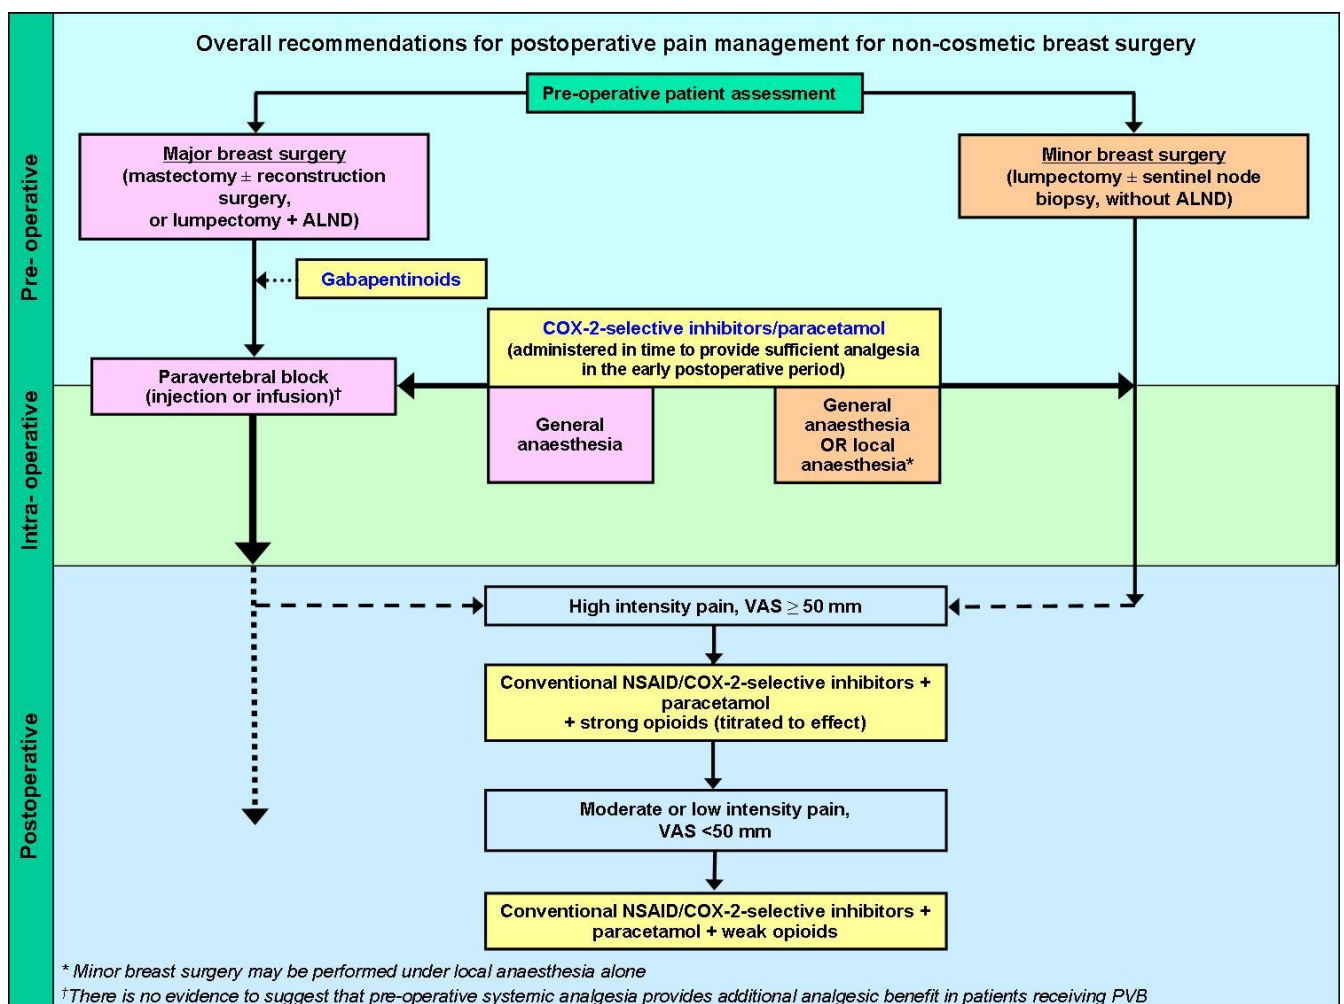 Overall recommendations for postoperative pain management for non-cosmetic breast surgery
Pre-operative patient assessment
Pre- operative
Major breast surgery
(mastectomy ± reconstruction
surgery,
or lumpectomy + ALND)
Minor breast surgery
(lumpectomy ± sentinel node
biopsy, without ALND)
Gabapentinoids
COX-2-selective inhibitors/paracetamol
(administered in time to provide sufficient analgesia
in the early postoperative period)
Paravertebral block
(injection or infusion)†
Intra- operative
General
anaesthesia
General
anaesthesia
OR local
anaesthesia*
Postoperative
High intensity pain, VAS ≥ 50 mm
Conventional NSAID/COX-2-selective inhibitors +
paracetamol
+ strong opioids (titrated to effect)
Moderate or low intensity pain,
VAS <50 mm
Conventional NSAID/COX-2-selective inhibitors +
paracetamol + weak opioids
* Minor breast surgery may be performed under local anaesthesia alone
†There is no evidence to suggest that pre-operative systemic analgesia provides additional analgesic benefit in patients receiving PVB